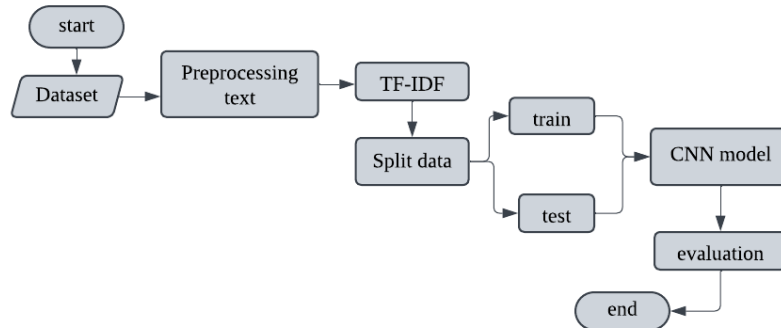 start
Dataset
Preprocessing
text
TF-IDF
Split data
train
test
CNN model
evaluation
end